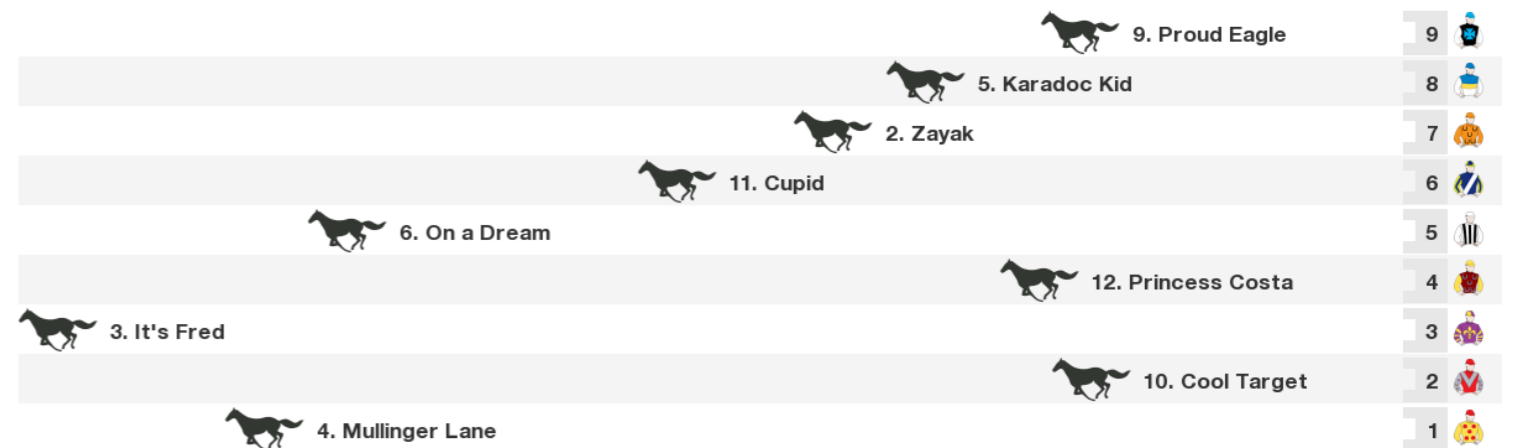 9. Proud Eagle 9
5. Karadoc Kid 8
2. Zayak 7
11. Cupid 6
6. On a Dream 5
12. Princess Costa 4
3. It's Fred 3
10. Cool Target 2
4. Mullinger Lane 1